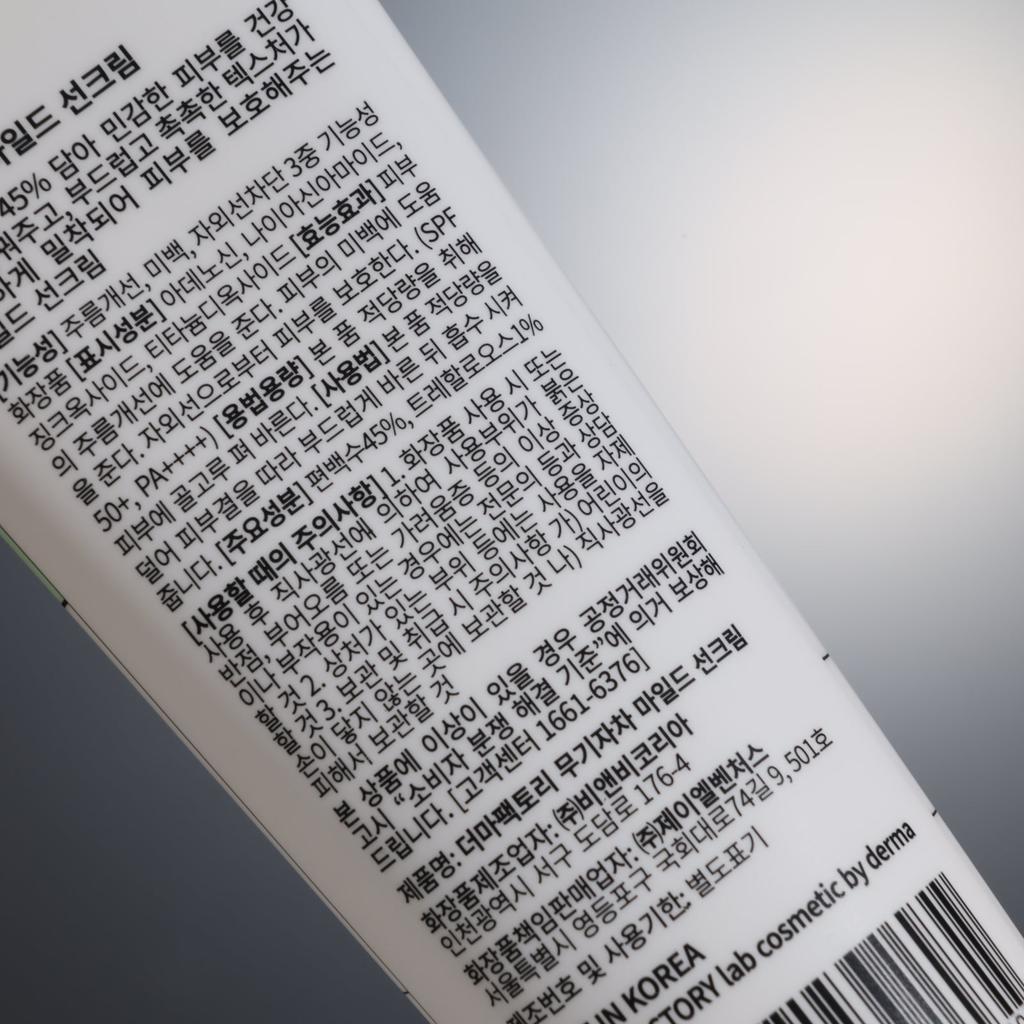 마일드 선크림
45% 담아 민감한 피부를 건강
꿔주고, 부드럽고 촉촉한 텍스처가
하게 밀착되어 피부를 보호해주는
일드 선크림
[기능성] 주름개선, 미백, 자외선차단 3중 기능성
화장품 [표시성분] 아데노신, 나이아신아마이드,
징크옥사이드, 티타늄디옥사이드 [효능효과] 피부
의 주름개선에 도움을 준다. 피부의 미백에 도움
을 준다. 자외선으로부터 피부를 보호한다. (SPF
50+, PA++++) [용법용량] 본 품 적당량을 취해
피부에 골고루 펴 바른다. [사용법] 본 품 적당량을
덜어 피부결을 따라 부드럽게 바른 뒤 흡수 시켜
줍니다. [주요성분] 편백수45%, 트레할로오스1%
[사용할 때의 주의사항] 1. 화장품 사용 시 또는
사용 후 직사광선에 의하여 사용부위가 붉은
반점, 부어오름 또는 가려움증 등의 이상 증상
이나 부작용이 있는 경우에는 전문의 등과 상담
할 것 2. 상처가 있는 부위 등에는 사용을 자제
할 것 3. 보관 및 취급 시 주의사항 가) 어린이의
손이 닿지 않는 곳에 보관할 것 나) 직사광선을
피해서 보관할 것
본 상품에 이상이 있을 경우 공정거래위원회
고시 “소비자 분쟁 해결 기준”에 의거 보상해
드립니다. [고객센터 1661-6376]
제품명: 더마팩토리 무기자차 마일드 선크림
화장품제조업자: ㈜비앤비코리아
인천광역시 서구 도담로 176-4
화장품책임판매업자: ㈜제이엘벤처스
서울특별시 영등포구 국회대로74길 9, 501호
제조번호 및 사용기한: 별도표기
IN KOREA
CTORY lab cosmetic by derma